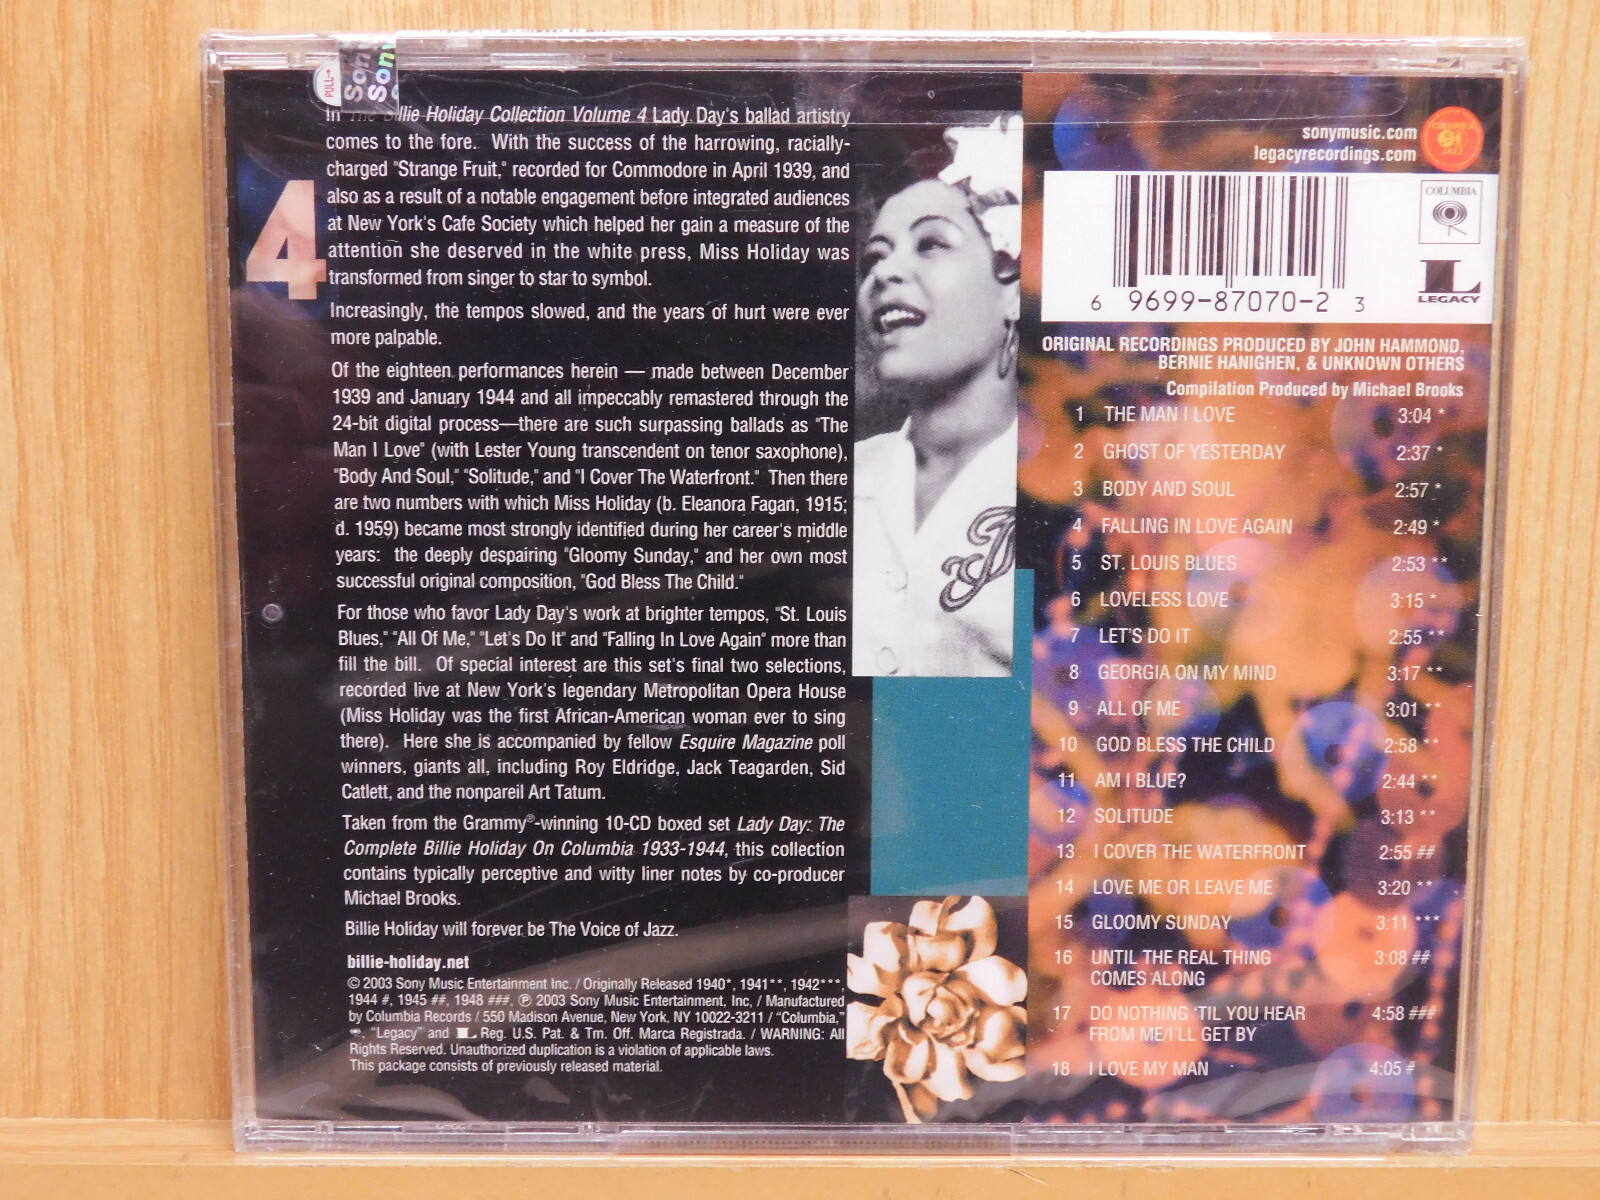 PULL→
Sony
Sony
4
In The Billie Holiday Collection Volume 4 Lady Day's ballad artistry
comes to the fore. With the success of the harrowing, racially-
charged "Strange Fruit," recorded for Commodore in April 1939, and
also as a result of a notable engagement before integrated audiences
at New York's Cafe Society which helped her gain a measure of the
attention she deserved in the white press, Miss Holiday was
transformed from singer to star to symbol.
Increasingly, the tempos slowed, and the years of hurt were ever
more palpable.
Of the eighteen performances herein — made between December
1939 and January 1944 and all impeccably remastered through the
24-bit digital process—there are such surpassing ballads as "The
Man I Love" (with Lester Young transcendent on tenor saxophone),
"Body And Soul," "Solitude," and "I Cover The Waterfront." Then there
are two numbers with which Miss Holiday (b. Eleanora Fagan, 1915;
d. 1959) became most strongly identified during her career's middle
years: the deeply despairing "Gloomy Sunday," and her own most
successful original composition, "God Bless The Child."
For those who favor Lady Day's work at brighter tempos, "St. Louis
Blues," "All Of Me," "Let's Do It" and "Falling In Love Again" more than
fill the bill. Of special interest are this set's final two selections,
recorded live at New York's legendary Metropolitan Opera House
(Miss Holiday was the first African-American woman ever to sing
there). Here she is accompanied by fellow Esquire Magazine poll
winners, giants all, including Roy Eldridge, Jack Teagarden, Sid
Catlett, and the nonpareil Art Tatum.
Taken from the Grammy®-winning 10-CD boxed set Lady Day: The
Complete Billie Holiday On Columbia 1933-1944, this collection
contains typically perceptive and witty liner notes by co-producer
Michael Brooks.
Billie Holiday will forever be The Voice of Jazz.
billie-holiday.net
© 2003 Sony Music Entertainment Inc. / Originally Released 1940*, 1941**, 1942***,
1944 #, 1945 ##, 1948 ###, ℗ 2003 Sony Music Entertainment, Inc, / Manufactured
by Columbia Records / 550 Madison Avenue, New York, NY 10022-3211 / "Columbia,"
, "Legacy" and L Reg. U.S. Pat. & Tm. Off. Marca Registrada. / WARNING: All
Rights Reserved. Unauthorized duplication is a violation of applicable laws.
This package consists of previously released material.
sonymusic.com
legacyrecordings.com
COLUMBIA
JAZZ
COLUMBIA
L
LEGACY
6 9699-87070-2 3
ORIGINAL RECORDINGS PRODUCED BY JOHN HAMMOND,
BERNIE HANIGHEN, & UNKNOWN OTHERS
Compilation Produced by Michael Brooks
1 THE MAN I LOVE 3:04 *
2 GHOST OF YESTERDAY 2:37 *
3 BODY AND SOUL 2:57 *
4 FALLING IN LOVE AGAIN 2:49 *
5 ST. LOUIS BLUES 2:53 **
6 LOVELESS LOVE 3:15 *
7 LET'S DO IT 2:55 **
8 GEORGIA ON MY MIND 3:17 **
9 ALL OF ME 3:01 **
10 GOD BLESS THE CHILD 2:58 **
11 AM I BLUE? 2:44 **
12 SOLITUDE 3:13 **
13 I COVER THE WATERFRONT 2:55 ##
14 LOVE ME OR LEAVE ME 3:20 **
15 GLOOMY SUNDAY 3:11 ***
16 UNTIL THE REAL THING 3:08 ##
COMES ALONG
17 DO NOTHING 'TIL YOU HEAR 4:58 ###
FROM ME/I'LL GET BY
18 I LOVE MY MAN 4:05 #